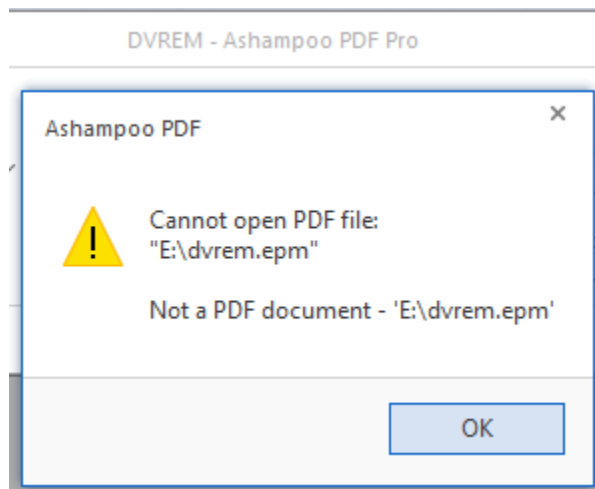 DVREM - Ashampoo PDF Pro
Ashampoo PDF
Cannot open PDF file:
"E:\dvrem.epm"
Not a PDF document - 'E:\dvrem.epm'
OK